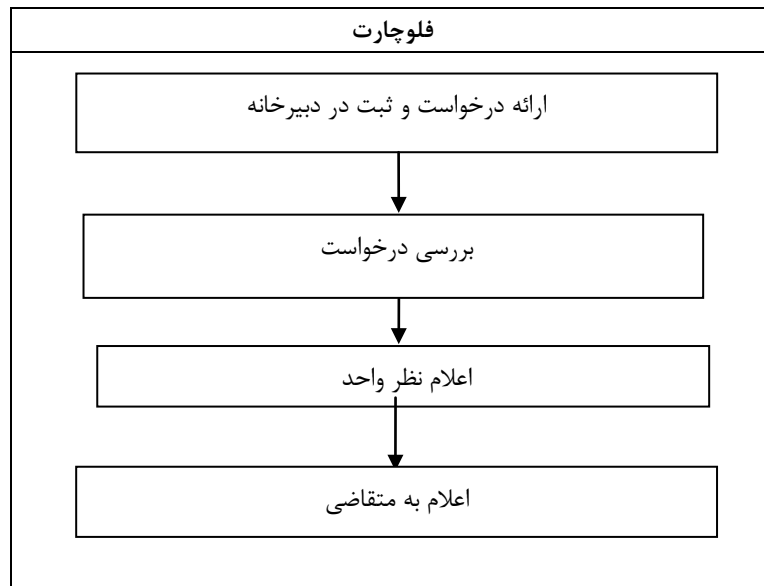 فلوچارت
ارائه درخواست و ثبت در دبیرخانه
بررسی درخواست
اعلام نظر واحد
اعلام به متقاضی